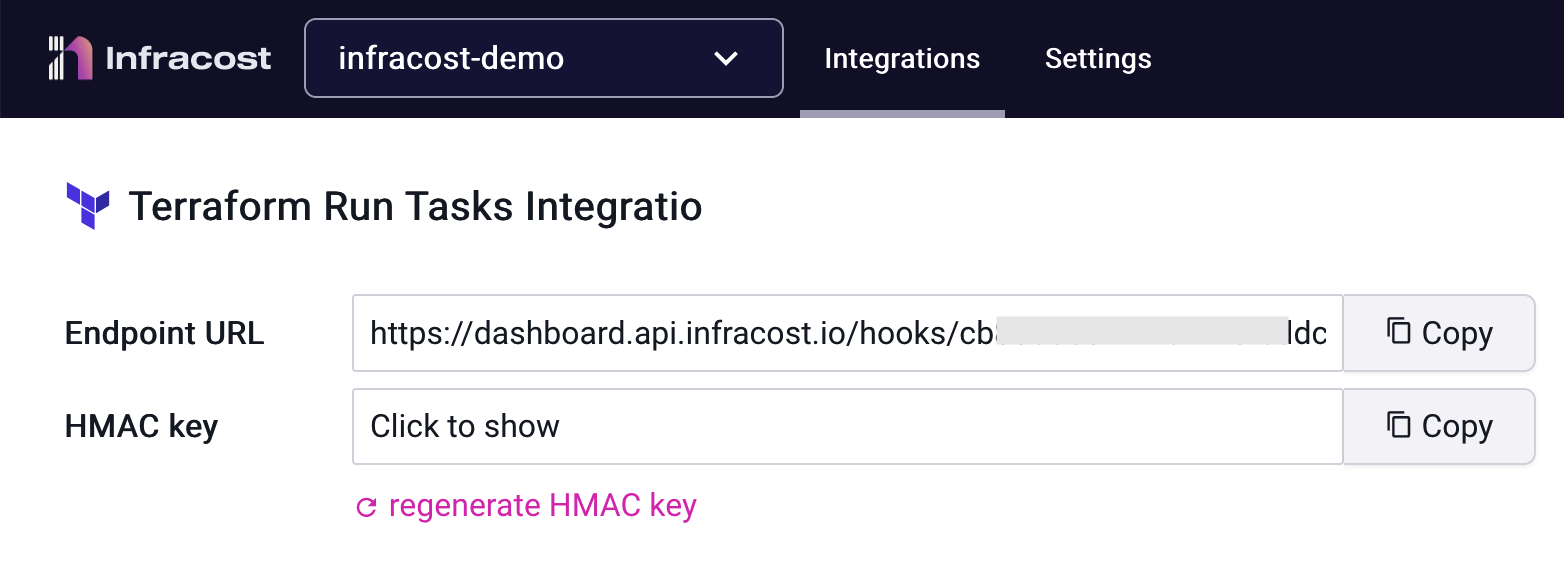 Infracost infracost-demo Integrations Settings
Terraform Run Tasks Integratio
Endpoint URL https://dashboard.api.infracost.io/hooks/cb ldc Copy
HMAC key Click to show Copy
regenerate HMAC key